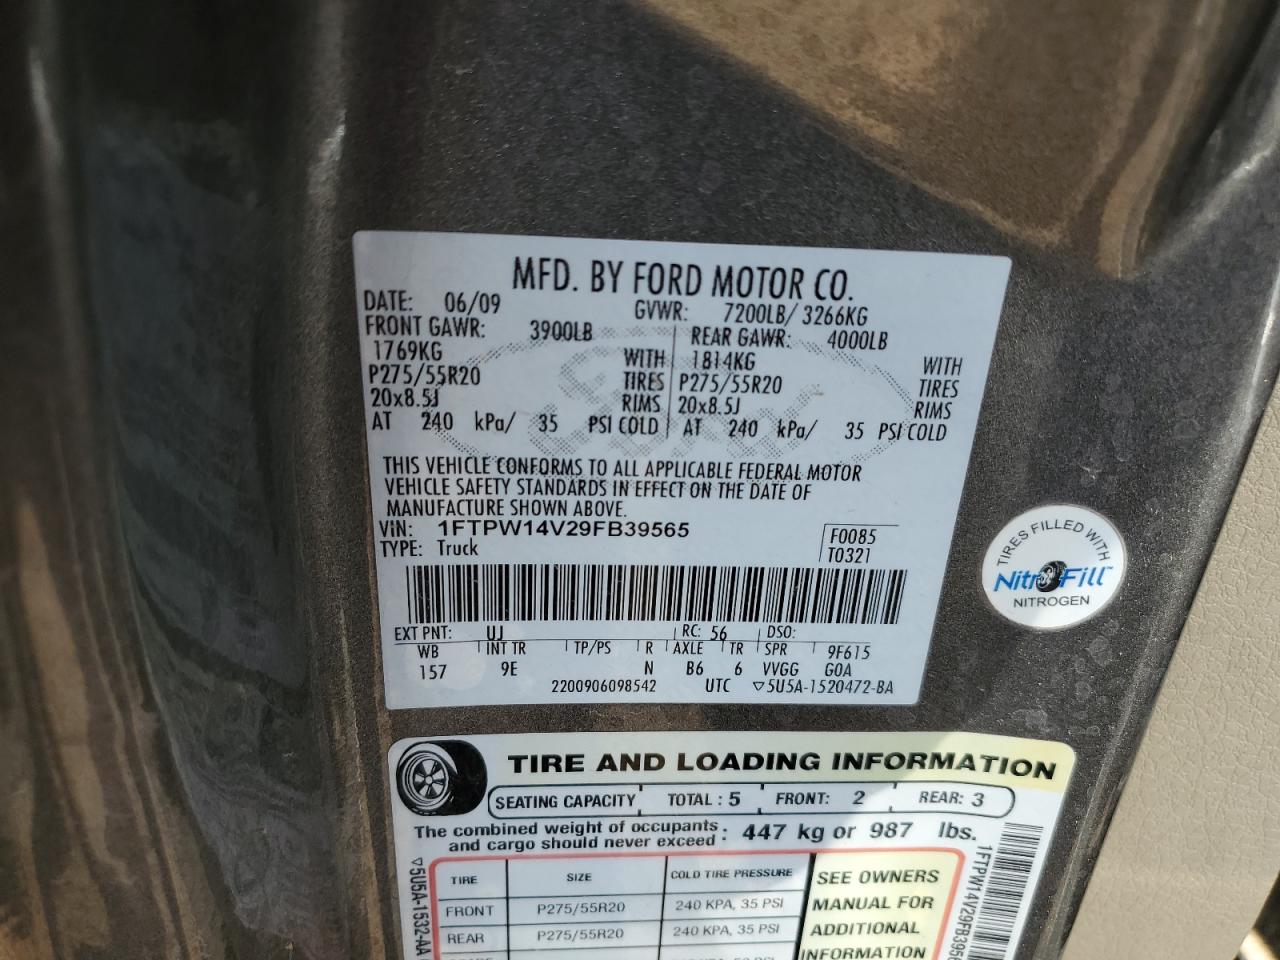 MFD. BY FORD MOTOR CO.
DATE: 06/09 GVWR: 7200LB/ 3266KG
FRONT GAWR: 3900LB REAR GAWR: 4000LB
1769KG WITH 1814KG WITH
P275/55R20 TIRES P275/55R20 TIRES
20x8.5J RIMS 20x8.5J RIMS
AT 240 kPa/ 35 PSI COLD AT 240 kPa/ 35 PSI COLD
THIS VEHICLE CONFORMS TO ALL APPLICABLE FEDERAL MOTOR
VEHICLE SAFETY STANDARDS IN EFFECT ON THE DATE OF
MANUFACTURE SHOWN ABOVE.
VIN: 1FTPW14V29FB39565 F0085
TYPE: Truck T0321
EXT PNT: UJ RC: 56 DSO:
WB INT TR TP/PS R AXLE TR SPR 9F615
157 9E N B6 6 VVGG G0A
2200906098542 UTC ▽5U5A-1520472-BA
TIRES FILLED WITH
NitroFill™
NITROGEN
TIRE AND LOADING INFORMATION
SEATING CAPACITY TOTAL : 5 FRONT: 2 REAR: 3
The combined weight of occupants
and cargo should never exceed : 447 kg or 987 lbs.
TIRE SIZE COLD TIRE PRESSURE
FRONT P275/55R20 240 KPA, 35 PSI
REAR P275/55R20 240 KPA, 35 PSI
SEE OWNERS
MANUAL FOR
ADDITIONAL
INFORMATION
▽5U5A-1532-AA
1FTPW14V29FB3956